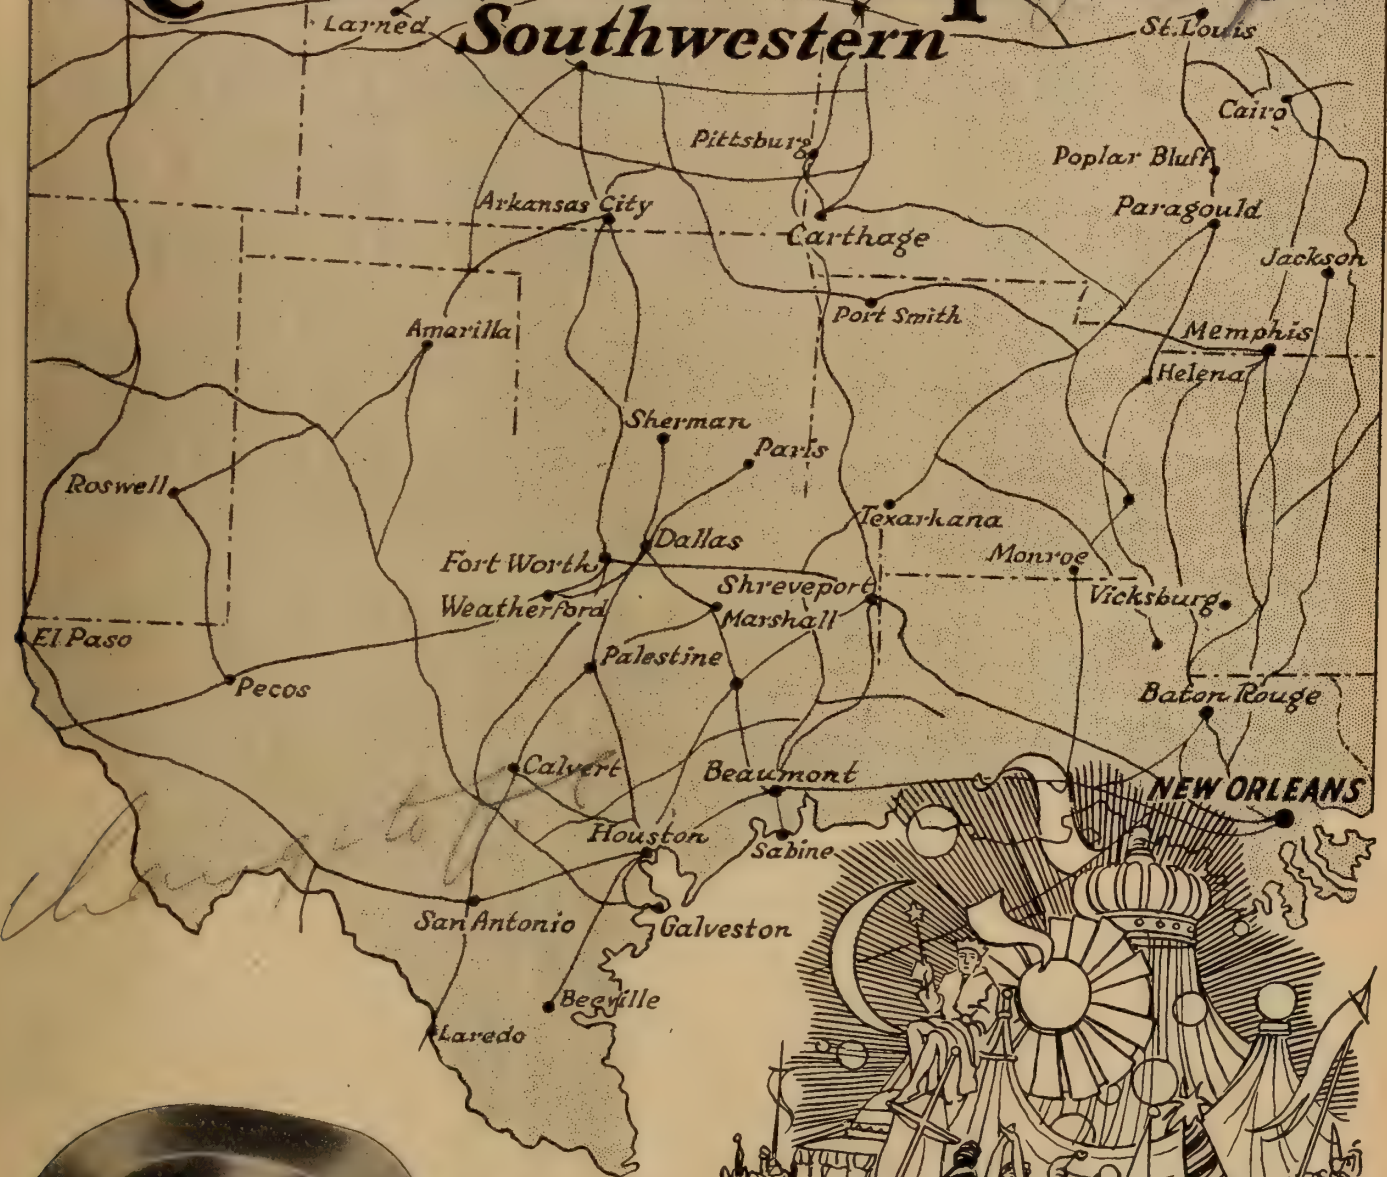 Larned
Southwestern
St. Louis
Cairo
Pittsburg
Poplar Bluff
Arkansas City
Paragould
Carthage
Jackson
Port Smith
Amarilla
Memphis
Helena
Sherman
Paris
Roswell
Texarkana
Dallas
Monroe
Fort Worth
Shreveport
Vicksburg
Weatherford
Marshall
El Paso
Palestine
Pecos
Baton Rouge
Calvert
Beaumont
NEW ORLEANS
change to
Houston
Sabine
San Antonio
Galveston
Beeville
Laredo